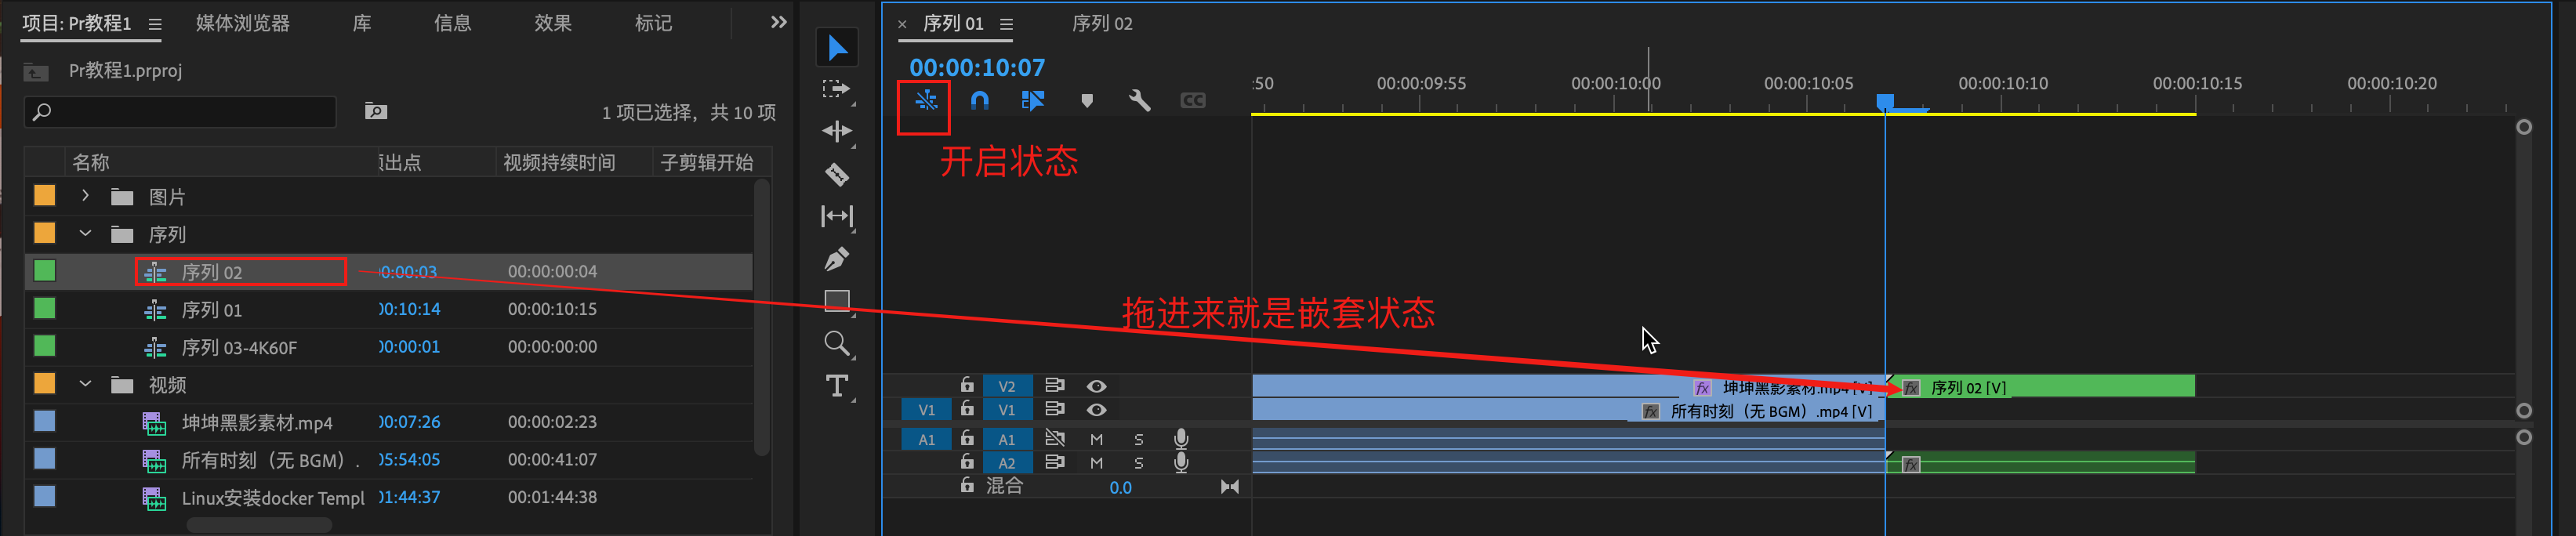 项目: Pr教程1
媒体浏览器
库
信息
效果
标记
Pr教程1.prproj
1 项已选择，共 10 项
名称
出点
视频持续时间
子剪辑开始
图片
序列
序列 02
0:00:03
00:00:00:04
序列 01
00:10:14
00:00:10:15
序列 03-4K60F
00:00:01
00:00:00:00
视频
坤坤黑影素材.mp4
00:07:26
00:00:02:23
所有时刻（无 BGM）.
05:54:05
00:00:41:07
Linux安装docker Templ
01:44:37
00:01:44:38
× 序列 01
序列 02
00:00:10:07
:50
00:00:09:55
00:00:10:00
00:00:10:05
00:00:10:10
00:00:10:15
00:00:10:20
CC
开启状态
拖进来就是嵌套状态
V2
fx 坤坤黑影素材.mp4 [V]
fx 序列 02 [V]
V1
V1
fx 所有时刻（无 BGM）.mp4 [V]
A1
A1
M
S
A2
M
S
fx
混合
0.0